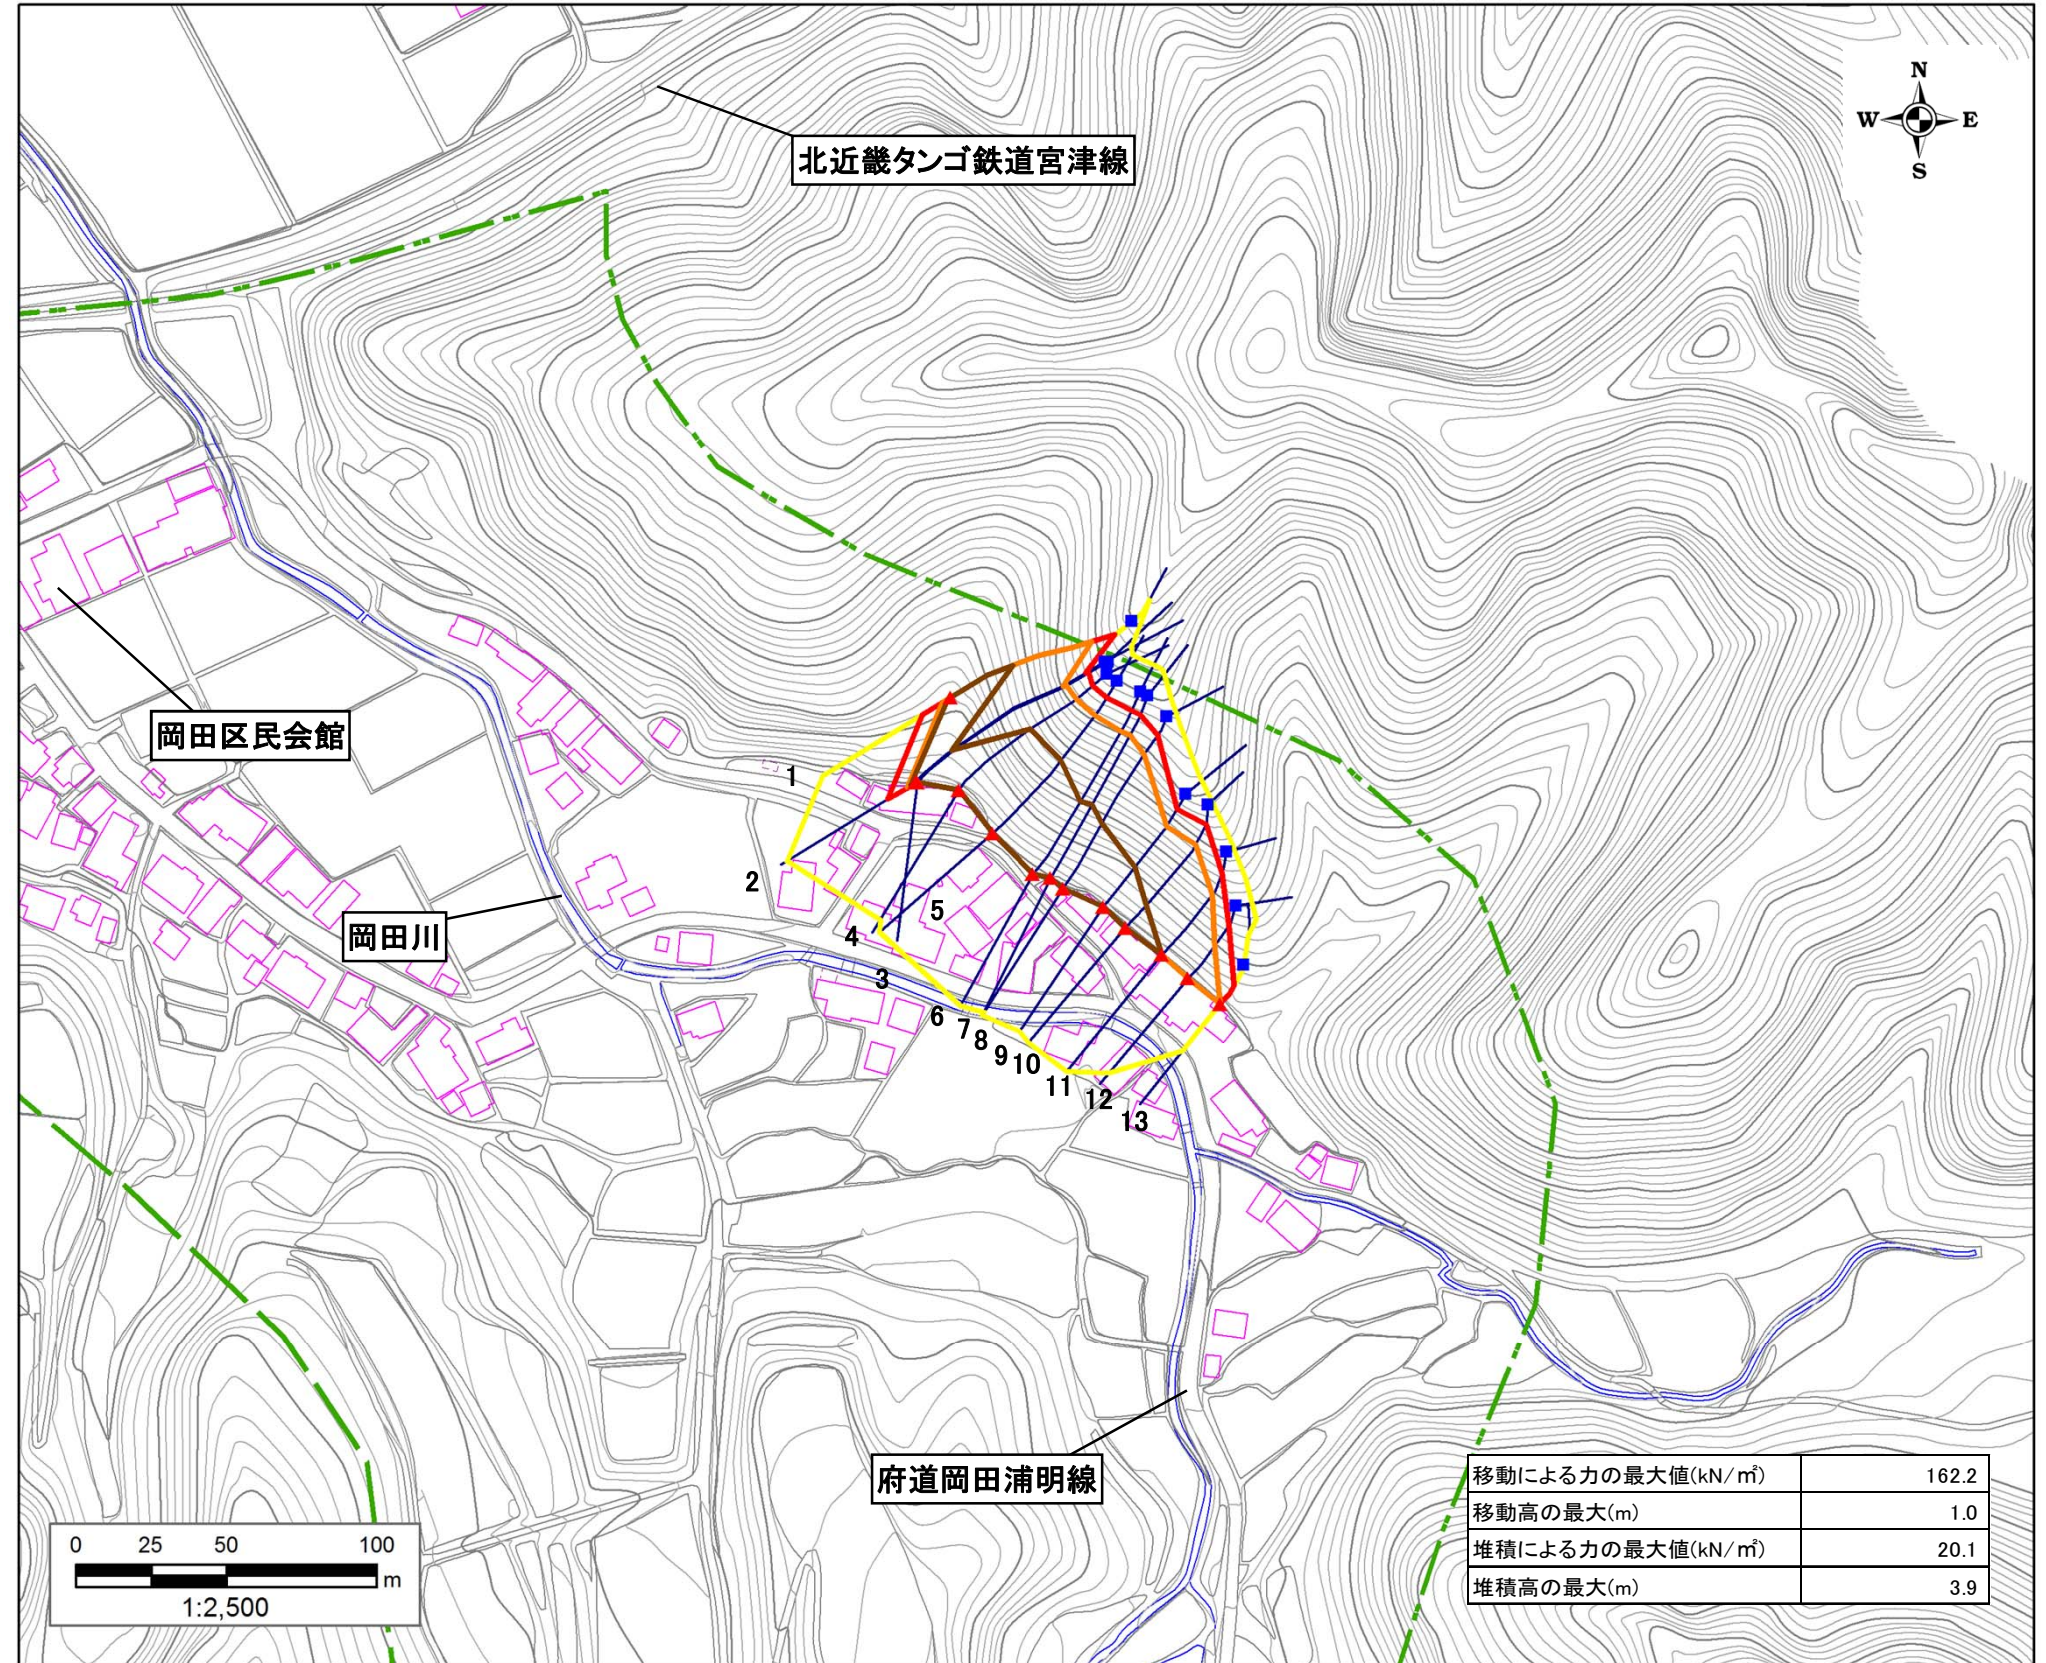 N
W E
S
北近畿タンゴ鉄道宮津線
岡田区民会館
岡田川
府道岡田浦明線
1
2
3
4
5
6
7
8
9
10
11
12
13
移動による力の最大値(kN/㎡) 162.2
移動高の最大(m) 1.0
堆積による力の最大値(kN/㎡) 20.1
堆積高の最大(m) 3.9
0 25 50 100
m
1:2,500